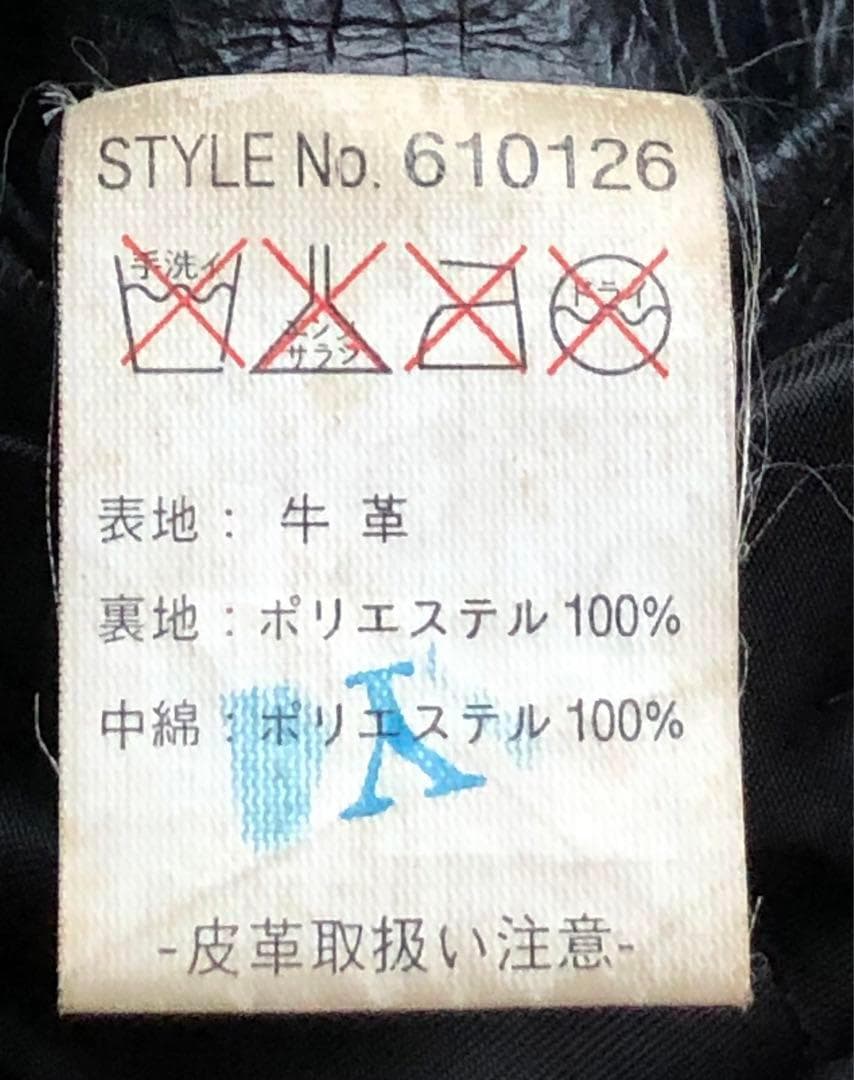 STYLE No. 610126
手洗イ
エンソ
サラシ
ドライ
表地： 牛 革
裏地：ポリエステル 100%
中綿：ポリエステル 100%
Y
-皮革取扱い注意-